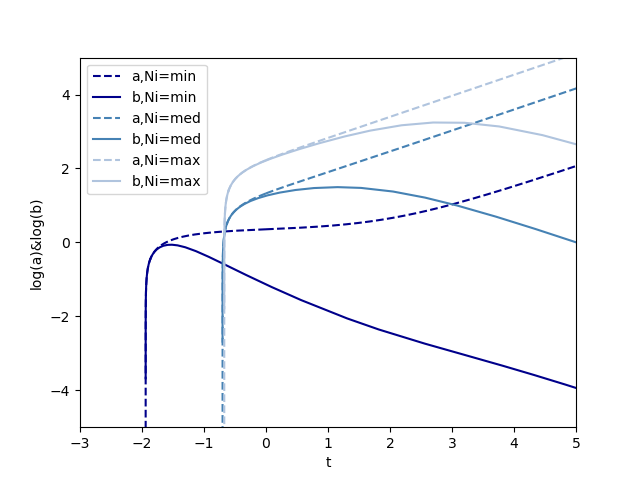 a,Ni=min
b,Ni=min
a,Ni=med
b,Ni=med
a,Ni=max
b,Ni=max
4
2
0
−2
−4
log(a)&log(b)
−3 −2 −1 0 1 2 3 4 5
t